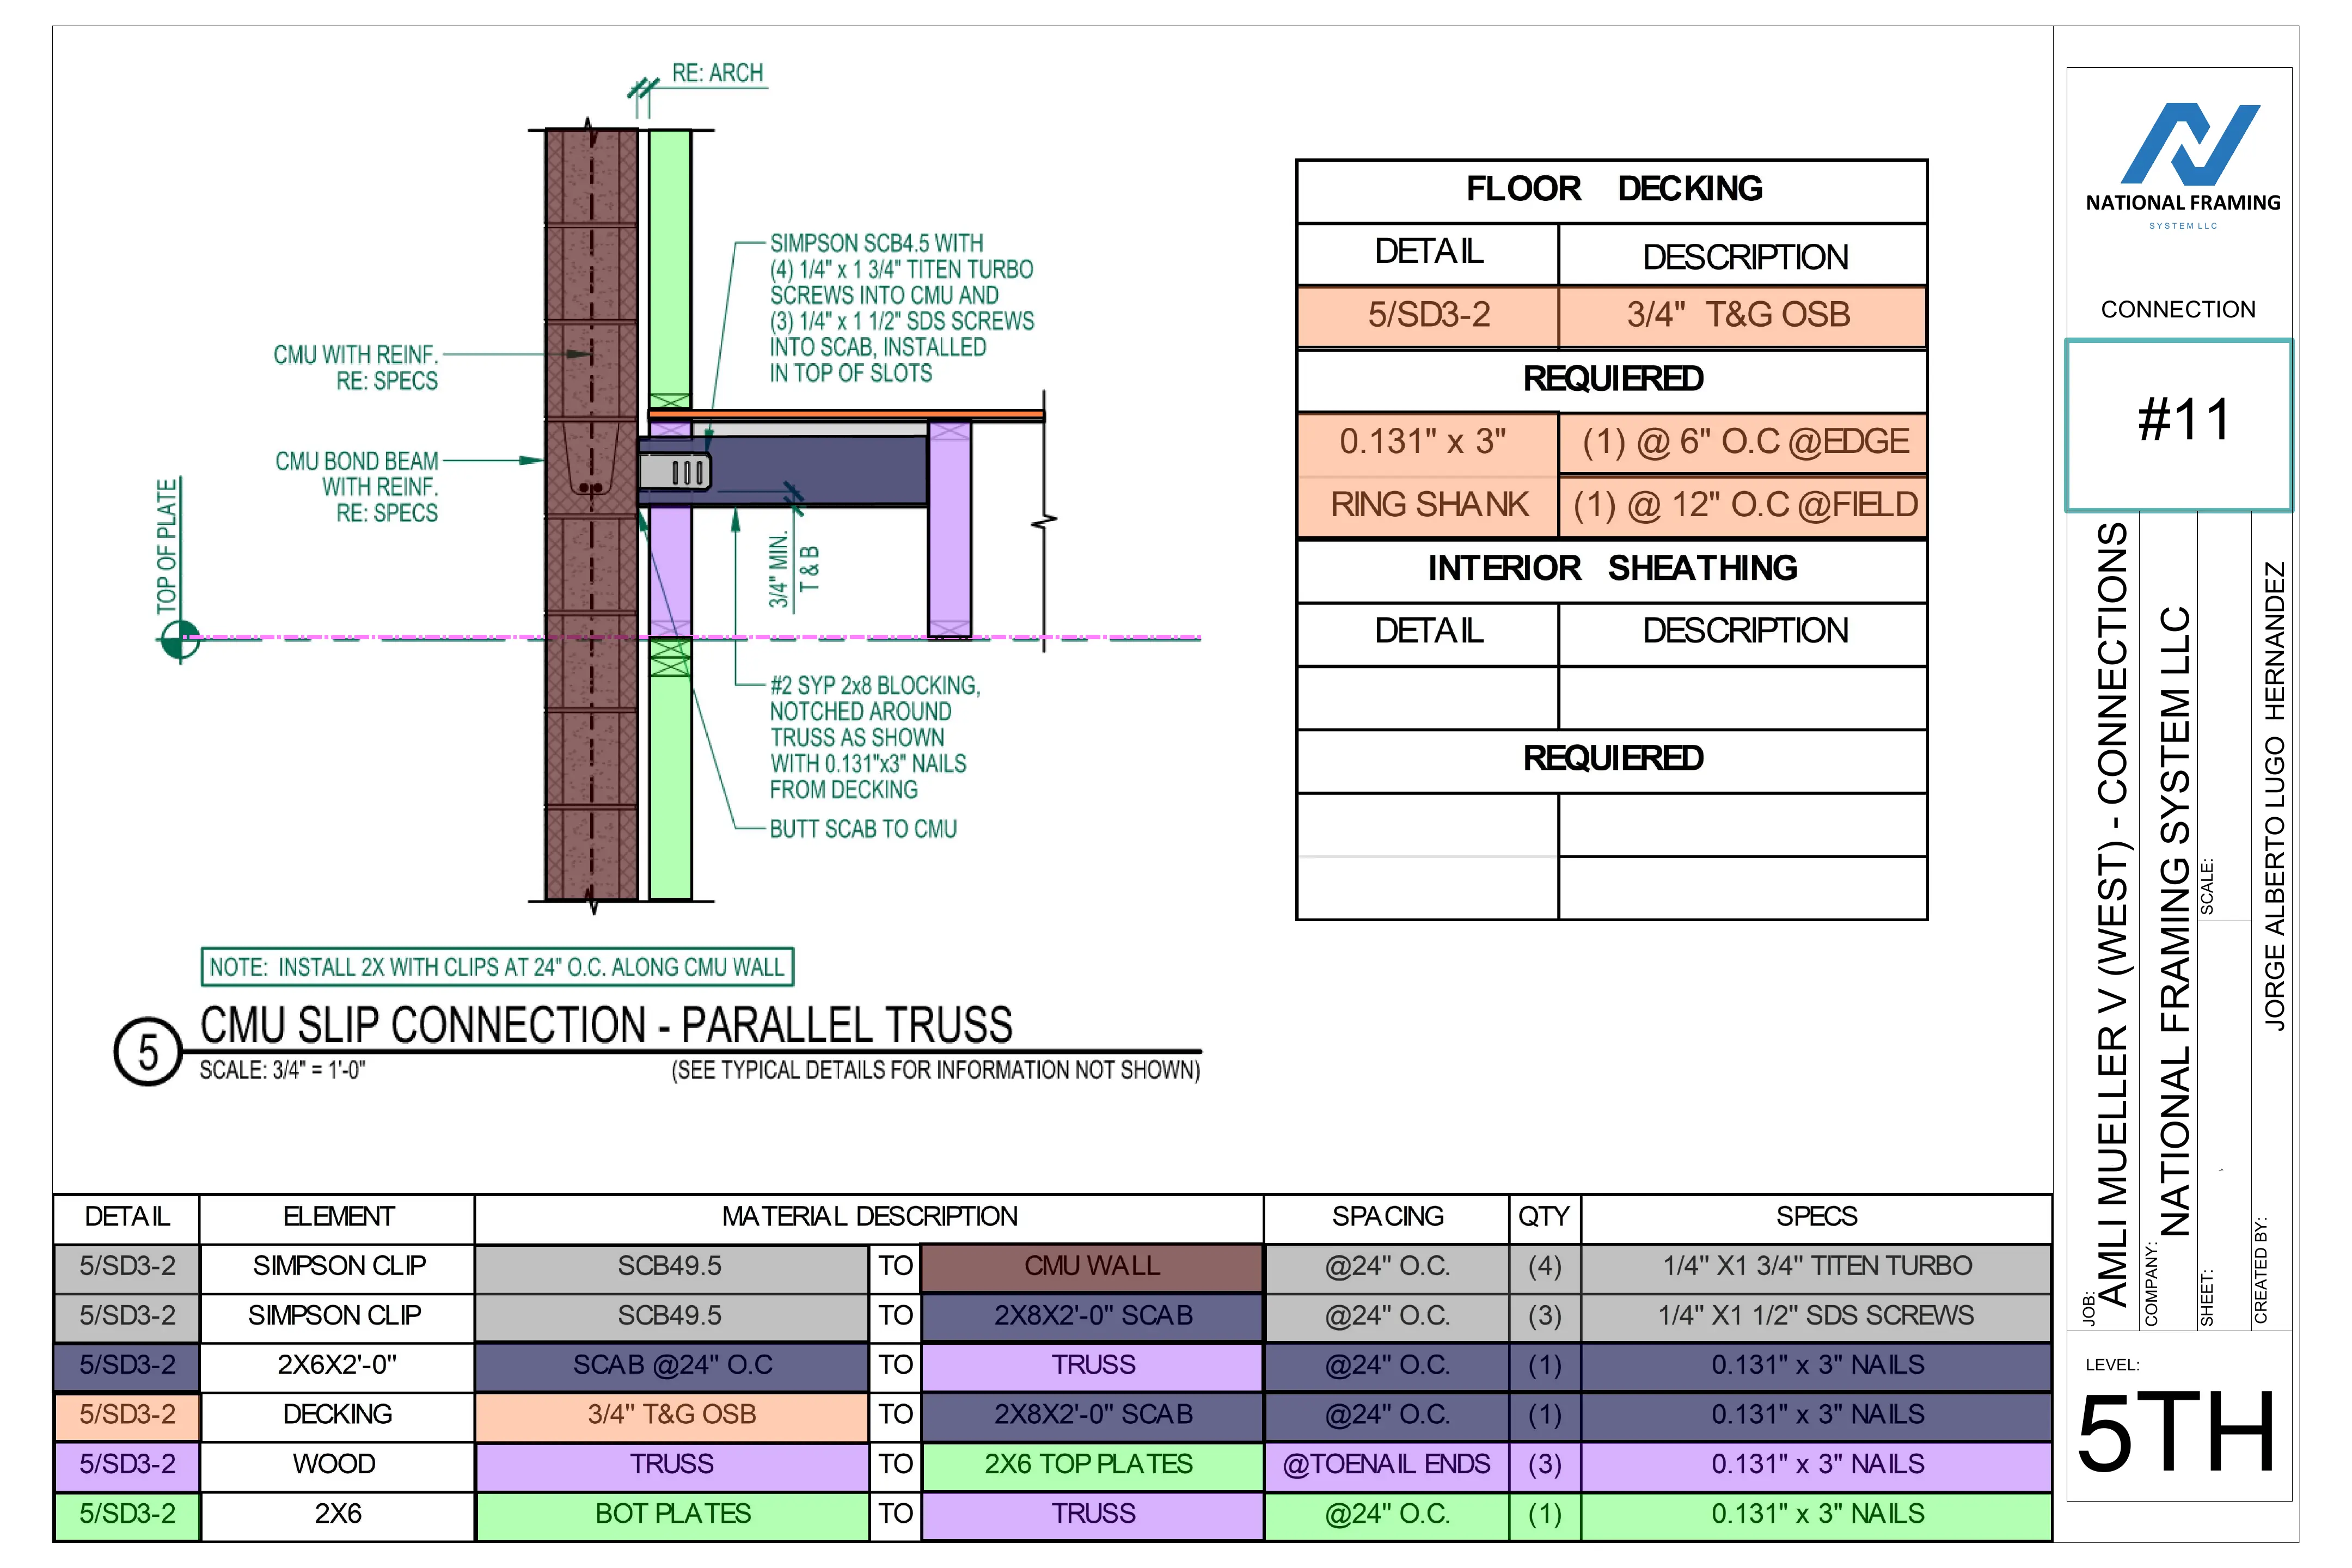 RE: ARCH
SIMPSON SCB4.5 WITH
(4) 1/4" x 1 3/4" TITEN TURBO
SCREWS INTO CMU AND
(3) 1/4" x 1 1/2" SDS SCREWS
INTO SCAB, INSTALLED
IN TOP OF SLOTS
CMU WITH REINF.
RE: SPECS
CMU BOND BEAM
WITH REINF.
RE: SPECS
TOP OF PLATE
3/4" MIN.
T & B
#2 SYP 2x8 BLOCKING,
NOTCHED AROUND
TRUSS AS SHOWN
WITH 0.131"x3" NAILS
FROM DECKING
BUTT SCAB TO CMU
NOTE: INSTALL 2X WITH CLIPS AT 24" O.C. ALONG CMU WALL
5
CMU SLIP CONNECTION - PARALLEL TRUSS
SCALE: 3/4" = 1'-0" (SEE TYPICAL DETAILS FOR INFORMATION NOT SHOWN)
FLOOR DECKING
DETAIL DESCRIPTION
5/SD3-2 3/4" T&G OSB
REQUIERED
0.131" x 3" (1) @ 6" O.C @EDGE
RING SHANK (1) @ 12" O.C @FIELD
INTERIOR SHEATHING
DETAIL DESCRIPTION
REQUIERED
DETAIL ELEMENT MATERIAL DESCRIPTION SPACING QTY SPECS
5/SD3-2 SIMPSON CLIP SCB49.5 TO CMU WALL @24" O.C. (4) 1/4" X1 3/4" TITEN TURBO
5/SD3-2 SIMPSON CLIP SCB49.5 TO 2X8X2'-0" SCAB @24" O.C. (3) 1/4" X1 1/2" SDS SCREWS
5/SD3-2 2X6X2'-0" SCAB @24" O.C TO TRUSS @24" O.C. (1) 0.131" x 3" NAILS
5/SD3-2 DECKING 3/4" T&G OSB TO 2X8X2'-0" SCAB @24" O.C. (1) 0.131" x 3" NAILS
5/SD3-2 WOOD TRUSS TO 2X6 TOP PLATES @TOENAIL ENDS (3) 0.131" x 3" NAILS
5/SD3-2 2X6 BOT PLATES TO TRUSS @24" O.C. (1) 0.131" x 3" NAILS
NATIONAL FRAMING
SYSTEM LLC
CONNECTION
#11
JOB:
AMLI MUELLER V (WEST) - CONNECTIONS
COMPANY:
NATIONAL FRAMING SYSTEM LLC
SCALE:
SHEET:
CREATED BY:
JORGE ALBERTO LUGO HERNANDEZ
LEVEL:
5TH